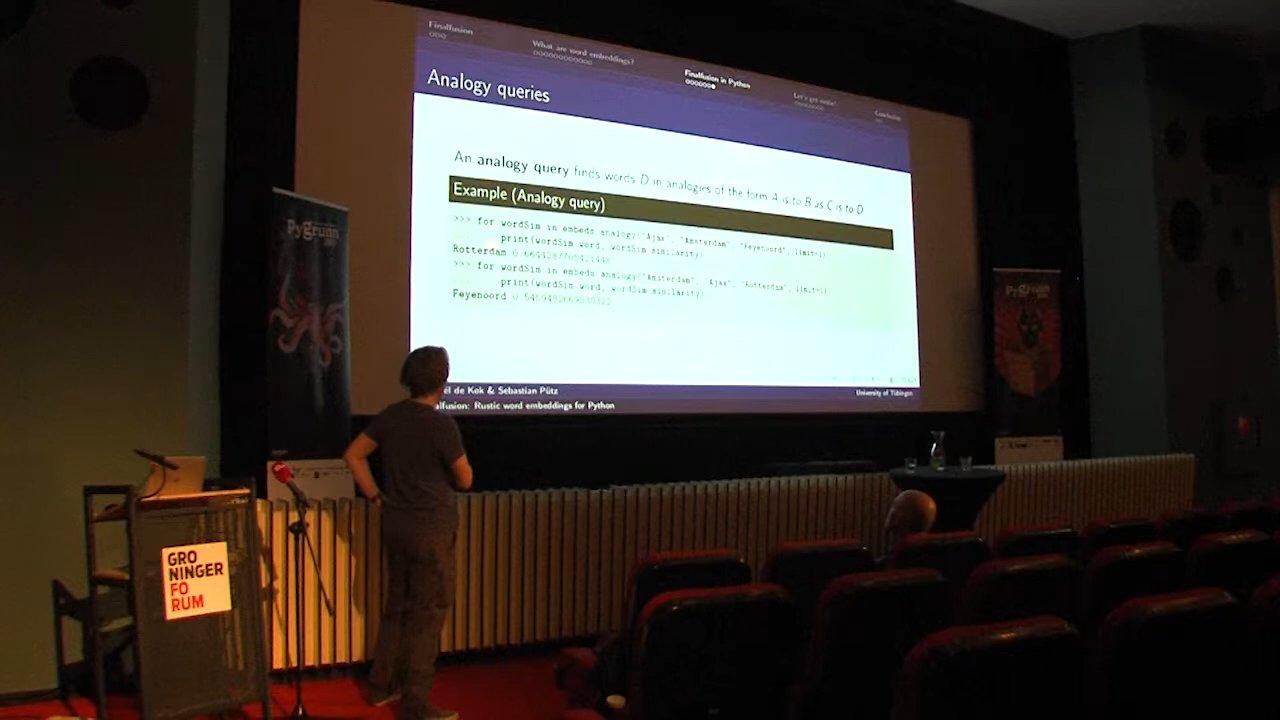 Finalfusion
What are word embeddings?
Finalfusion in Python
Let's get rustic!
Conclusion
Analogy queries
An analogy query finds words D in analogies of the form A is to B as C is to D
Example (Analogy query)
>>> for wordSim in embeds analogy("Ajax", "Amsterdam", "Feyenoord", limit=1):
print(wordSim.word, wordSim.similarity)
Rotterdam
>>> for wordSim in embeds analogy("Amsterdam", "Ajax", "Rotterdam", limit=1):
print(wordSim.word, wordSim.similarity)
Feyenoord
de Kok & Sebastian Pütz
University of Tübingen
alfusion: Rustic word embeddings for Python
Pygrunn
Pygrunn
GRO
NINGER
FO
RUM